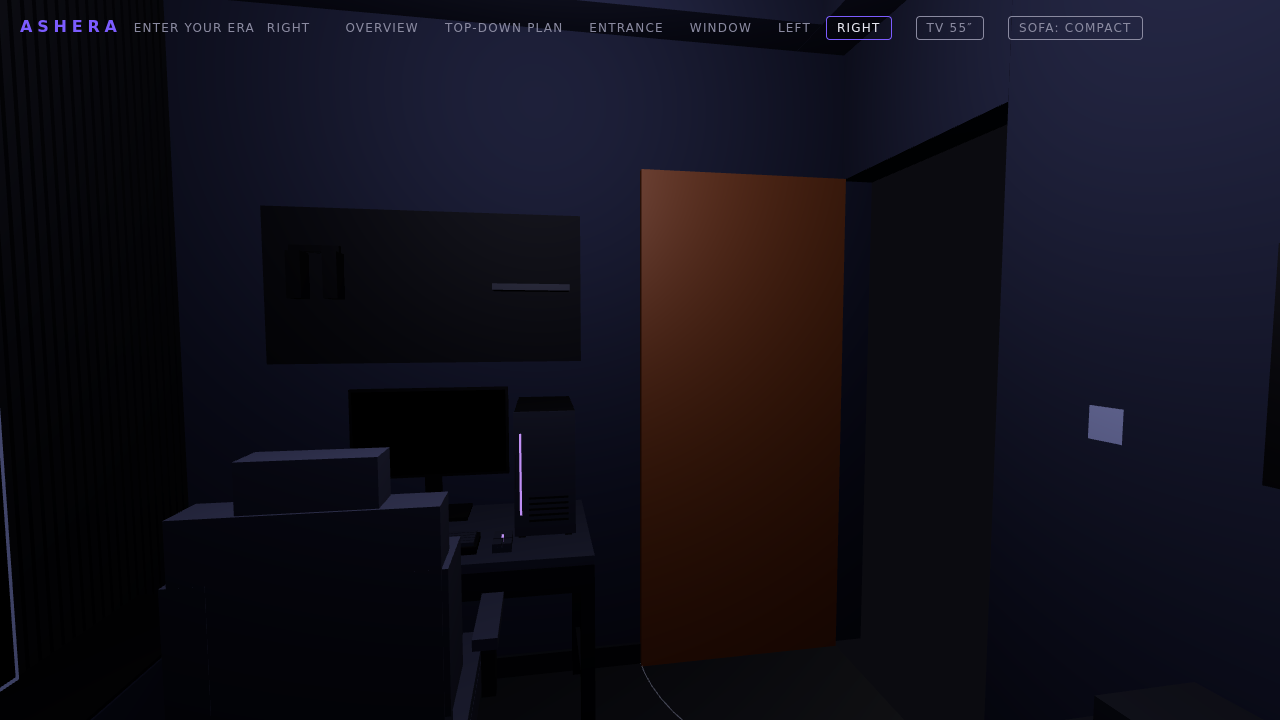 ASHERA ENTER YOUR ERA RIGHT OVERVIEW TOP-DOWN PLAN ENTRANCE WINDOW LEFT RIGHT TV 55″ SOFA: COMPACT